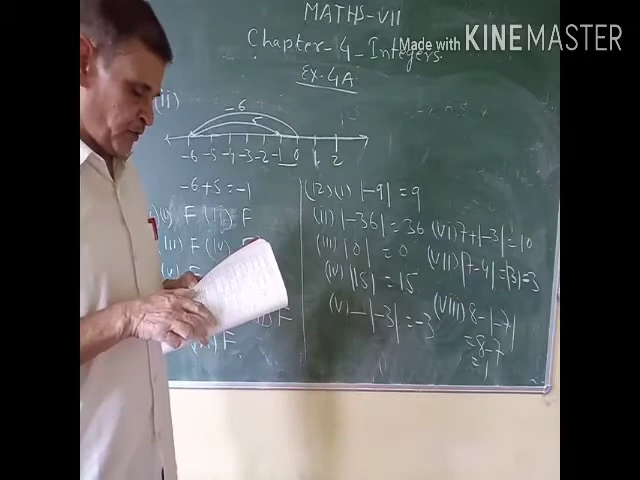 MATHS-VII
Chapter-4-Integers
Made with KINEMASTER
Ex-4A
(ii)
-6
5
-6 -5 -4 -3 -2 -1 0 1 2
-6+5=-1
F (ii) F
(iii) F (iv) F
(v) F
F
F
(12)(i) |-9| = 9
(ii) |-36| = 36
(iii) |0| = 0
(iv) |15| = 15
(v) -|-3| = -3
(vi) 7+|-3| = 10
(vii) |7-4| = |3| = 3
(viii) 8-|-7|
= 8-7
= 1